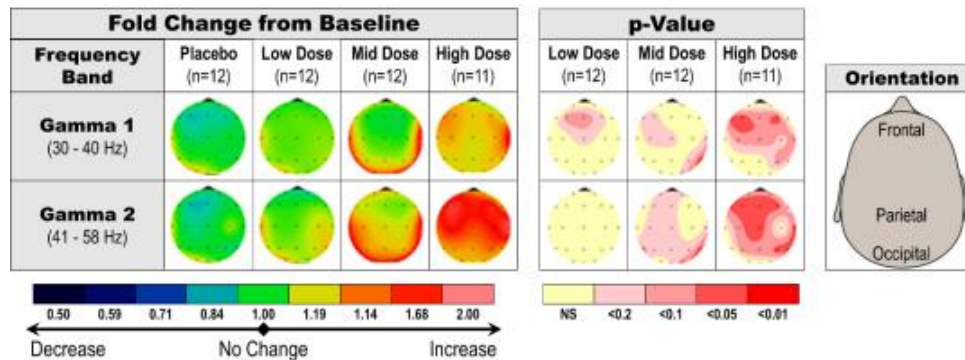 Fold Change from Baseline
p-Value
Frequency Band
Placebo (n=12)
Low Dose (n=12)
Mid Dose (n=12)
High Dose (n=11)
Low Dose (n=12)
Mid Dose (n=12)
High Dose (n=11)
Orientation
Gamma 1
(30 - 40 Hz)
Frontal
Gamma 2
(41 - 58 Hz)
Parietal
Occipital
0.50 0.59 0.71 0.84 1.00 1.19 1.14 1.68 2.00
NS <0.2 <0.1 <0.05 <0.01
Decrease No Change Increase